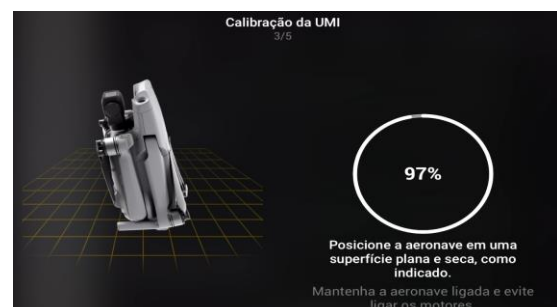 Calibração da UMI
3/5
97%
Posicione a aeronave em uma
superfície plana e seca, como
indicado.
Mantenha a aeronave ligada e evite
ligar os motores